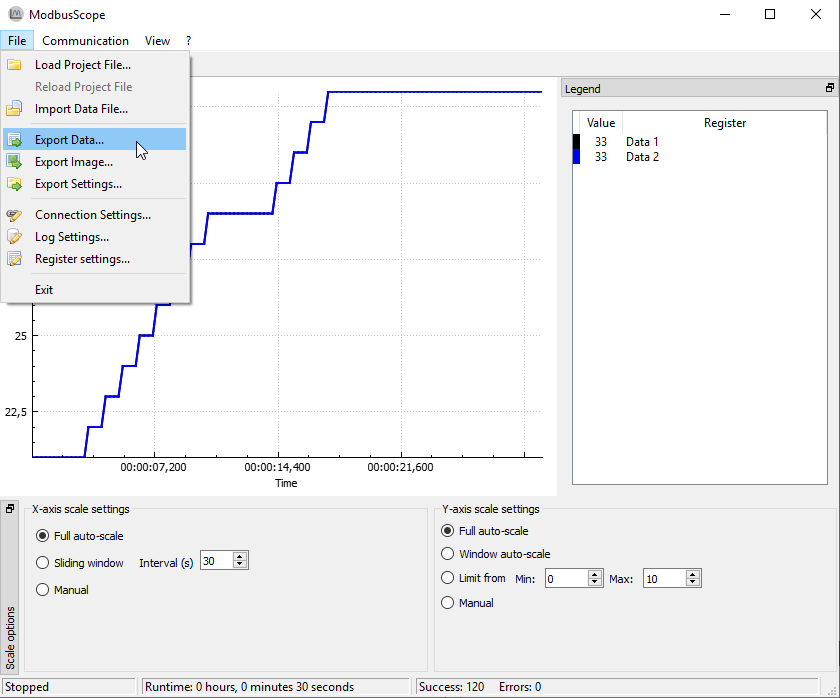 ModbusScope
File Communication View ?
Load Project File...
Reload Project File
Import Data File...
Export Data...
Export Image...
Export Settings...
Connection Settings...
Log Settings...
Register settings...
Exit
25
22,5
00:00:07,200 00:00:14,400 00:00:21,600
Time
Legend
Value Register
33 Data 1
33 Data 2
Scale options
X-axis scale settings
Full auto-scale
Sliding window Interval (s) 30
Manual
Y-axis scale settings
Full auto-scale
Window auto-scale
Limit from Min: 0 Max: 10
Manual
Stopped Runtime: 0 hours, 0 minutes 30 seconds Success: 120 Errors: 0